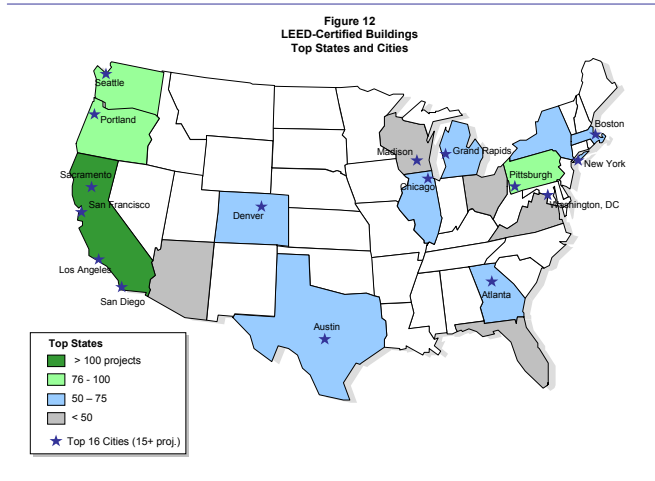 Figure 12
LEED-Certified Buildings
Top States and Cities
Seattle
Portland
Sacramento
San Francisco
Los Angeles
San Diego
Denver
Austin
Madison
Chicago
Grand Rapids
Pittsburgh
Atlanta
Boston
New York
Washington, DC
Top States
> 100 projects
76 - 100
50 – 75
< 50
Top 16 Cities (15+ proj.)